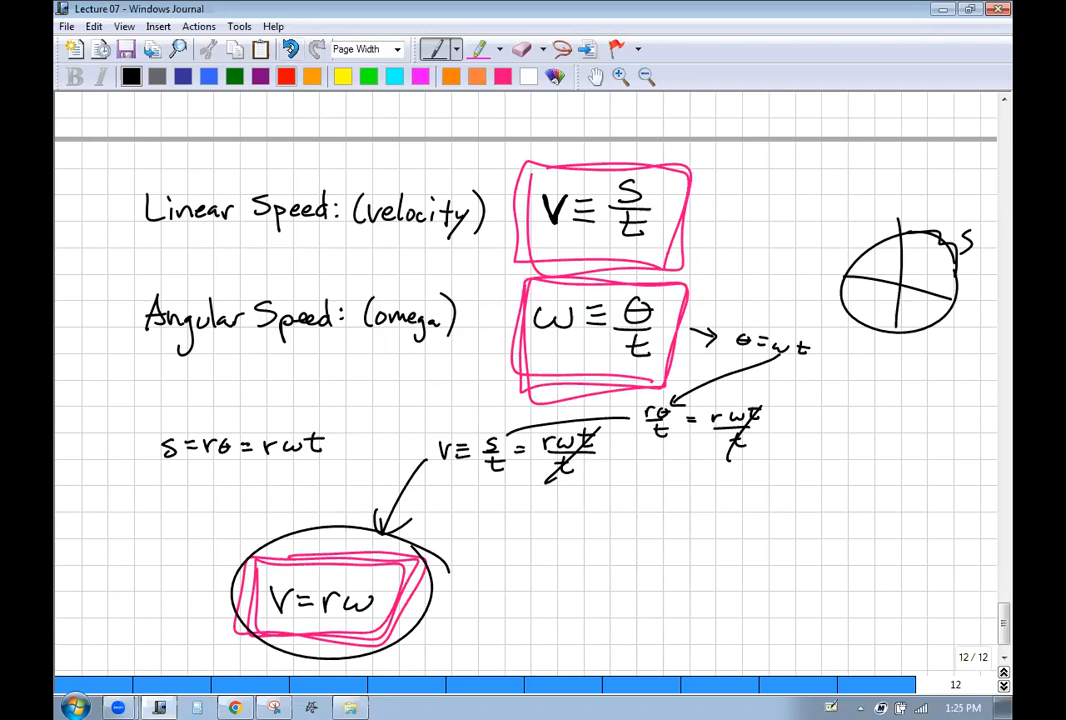 Lecture 07 - Windows Journal
File Edit View Insert Actions Tools Help
Page Width
B I
Linear Speed: (velocity) v ≡ s/t
s
Angular Speed: (omega) ω ≡ θ/t → θ = ωt
rθ/t = rωt/t
s = rθ = rωt v ≡ s/t = rωt/t
v = rω
12 / 12
12
1:25 PM